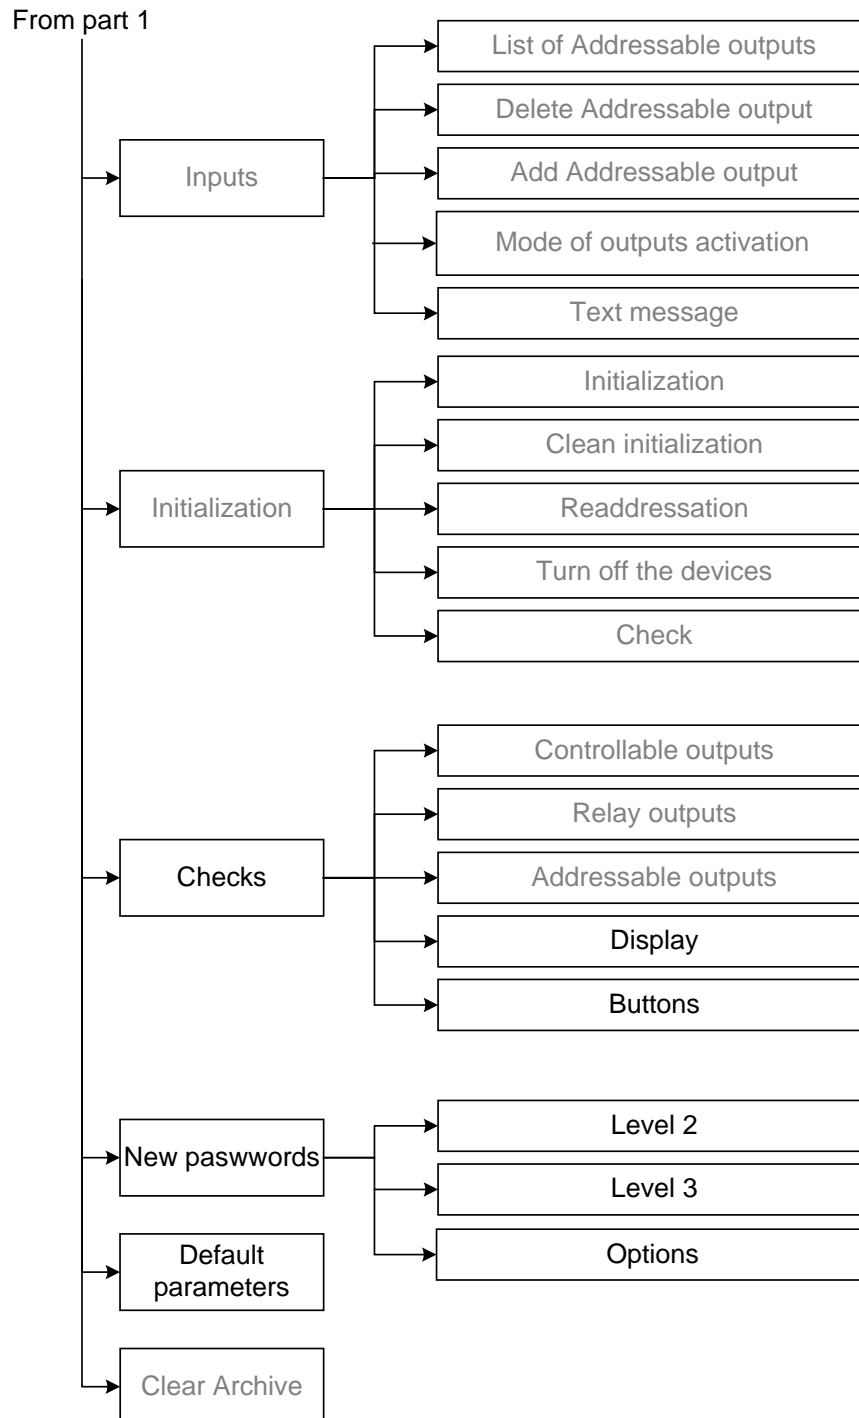 From part 1
Inputs
List of Addressable outputs
Delete Addressable output
Add Addressable output
Mode of outputs activation
Text message
Initialization
Initialization
Clean initialization
Readdressation
Turn off the devices
Check
Checks
Controllable outputs
Relay outputs
Addressable outputs
Display
Buttons
New paswwords
Level 2
Level 3
Options
Default
parameters
Clear Archive